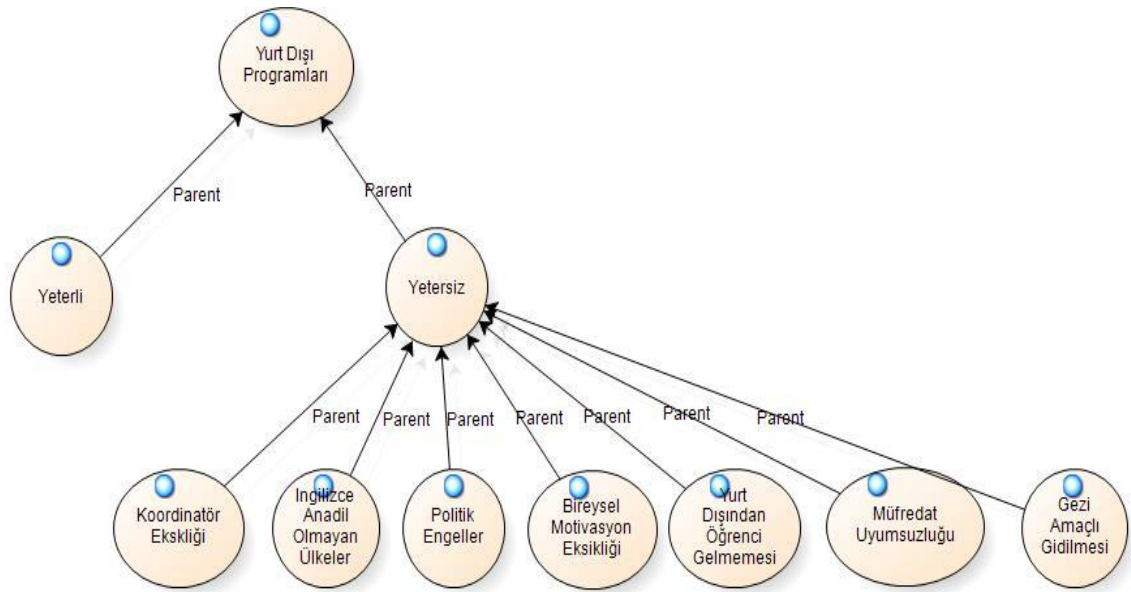 Yurt Dışı
Programları
Parent
Parent
Yeterli
Yetersiz
Parent
Parent
Parent
Parent
Parent
Parent
Parent
Koordinatör
Ekskliği
Ingilizce
Anadil
Olmayan
Ülkeler
Politik
Engeller
Bireysel
Motivasyon
Eksikliği
Yurt
Dışından
Öğrenci
Gelmemesi
Müfredat
Uyumsuzluğu
Gezi
Amaçlı
Gidilmesi